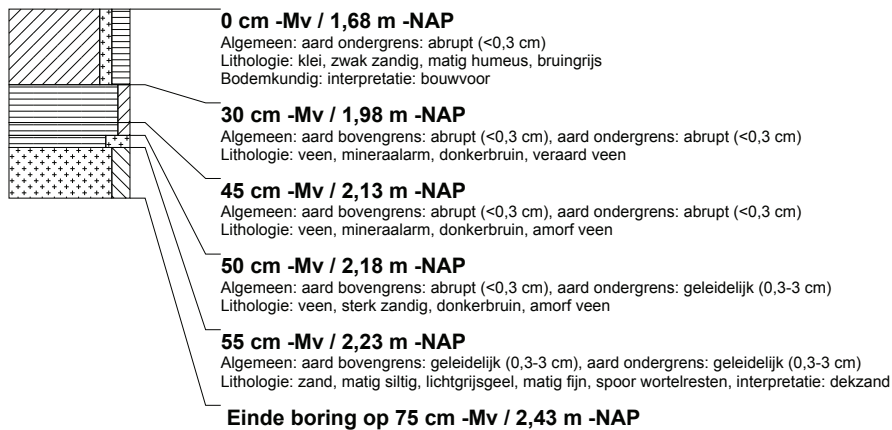 0 cm -Mv / 1,68 m -NAP
Algemeen: aard ondergrens: abrupt (<0,3 cm)
Lithologie: klei, zwak zandig, matig humeus, bruingrijs
Bodemkundig: interpretatie: bouwvoor
30 cm -Mv / 1,98 m -NAP
Algemeen: aard bovengrens: abrupt (<0,3 cm), aard ondergrens: abrupt (<0,3 cm)
Lithologie: veen, mineraalarm, donkerbruin, veraard veen
45 cm -Mv / 2,13 m -NAP
Algemeen: aard bovengrens: abrupt (<0,3 cm), aard ondergrens: abrupt (<0,3 cm)
Lithologie: veen, mineraalarm, donkerbruin, amorf veen
50 cm -Mv / 2,18 m -NAP
Algemeen: aard bovengrens: abrupt (<0,3 cm), aard ondergrens: geleidelijk (0,3-3 cm)
Lithologie: veen, sterk zandig, donkerbruin, amorf veen
55 cm -Mv / 2,23 m -NAP
Algemeen: aard bovengrens: geleidelijk (0,3-3 cm), aard ondergrens: geleidelijk (0,3-3 cm)
Lithologie: zand, matig siltig, lichtgrijsgeel, matig fijn, spoor wortelresten, interpretatie: dekzand
Einde boring op 75 cm -Mv / 2,43 m -NAP